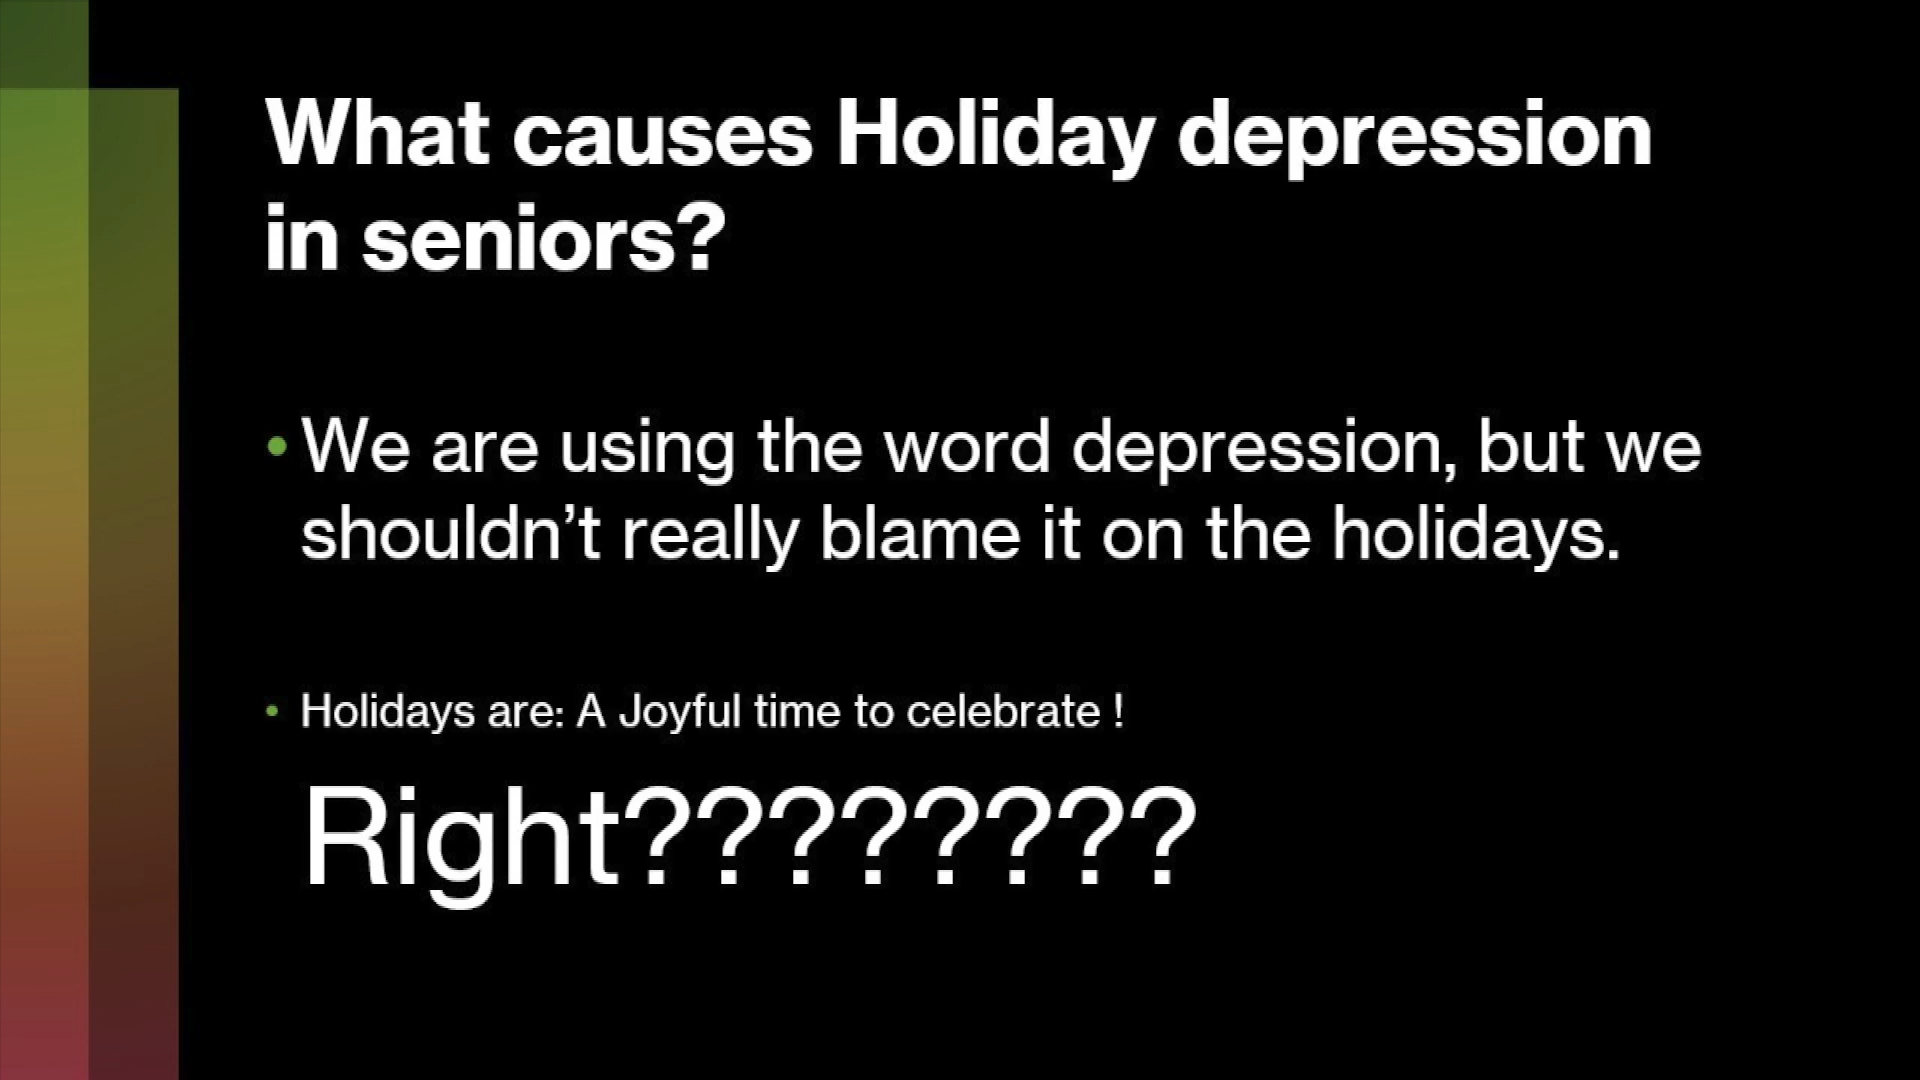 What causes Holiday depression
in seniors?
• We are using the word depression, but we
shouldn’t really blame it on the holidays.
• Holidays are: A Joyful time to celebrate !
Right????????